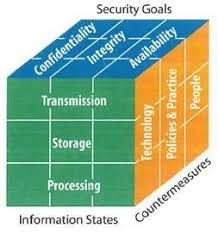 Security Goals
Confidentiality
Integrity
Availability
Transmission
Storage
Processing
Technology
Policies & Practice
People
Information States
Countermeasures